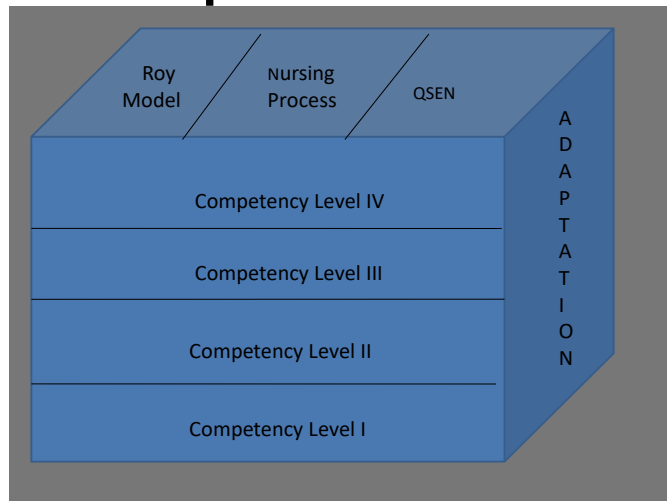 Roy
Model
Nursing
Process
QSEN
Competency Level IV
Competency Level III
Competency Level II
Competency Level I
A
D
A
P
T
A
T
I
O
N